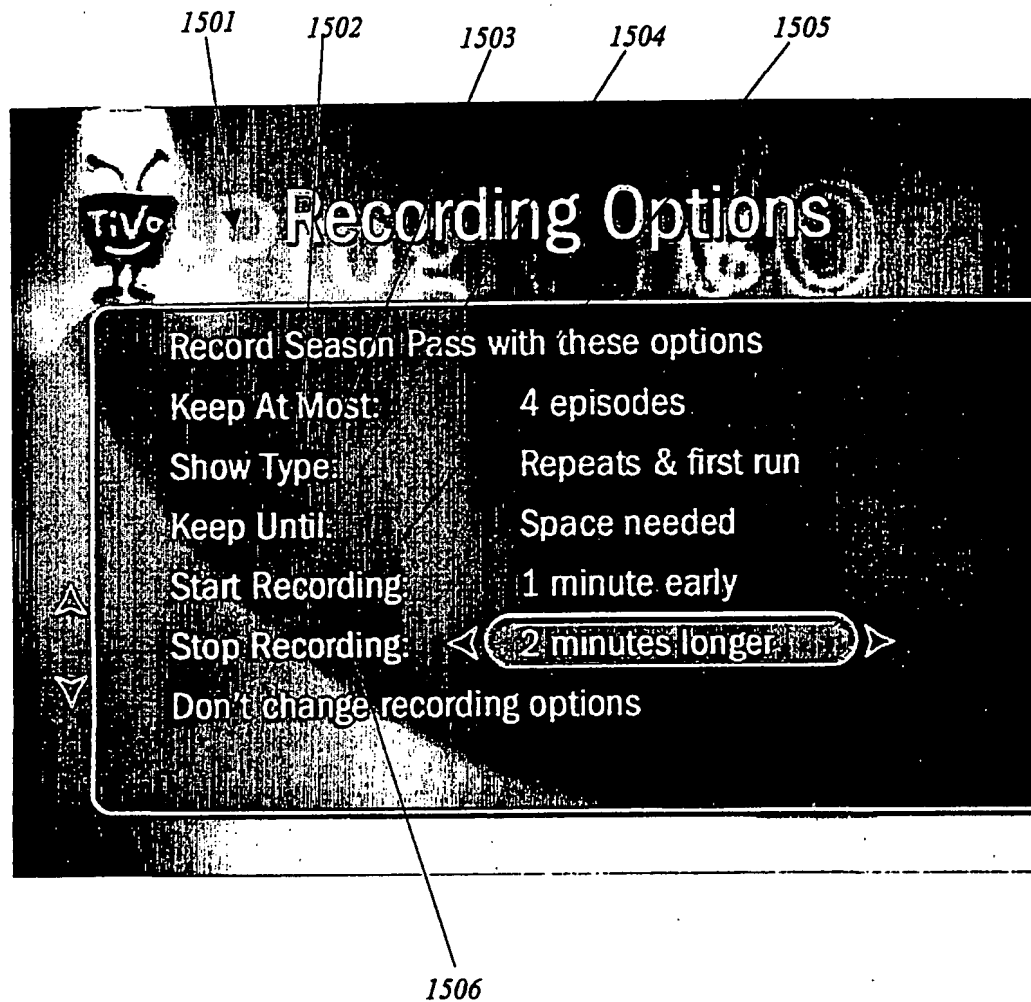 1501 1502 1503 1504 1505
TiVo
Recording Options
Record Season Pass with these options
Keep At Most: 4 episodes
Show Type: Repeats & first run
Keep Until: Space needed
Start Recording: 1 minute early
Stop Recording: 2 minutes longer
Don't change recording options
1506